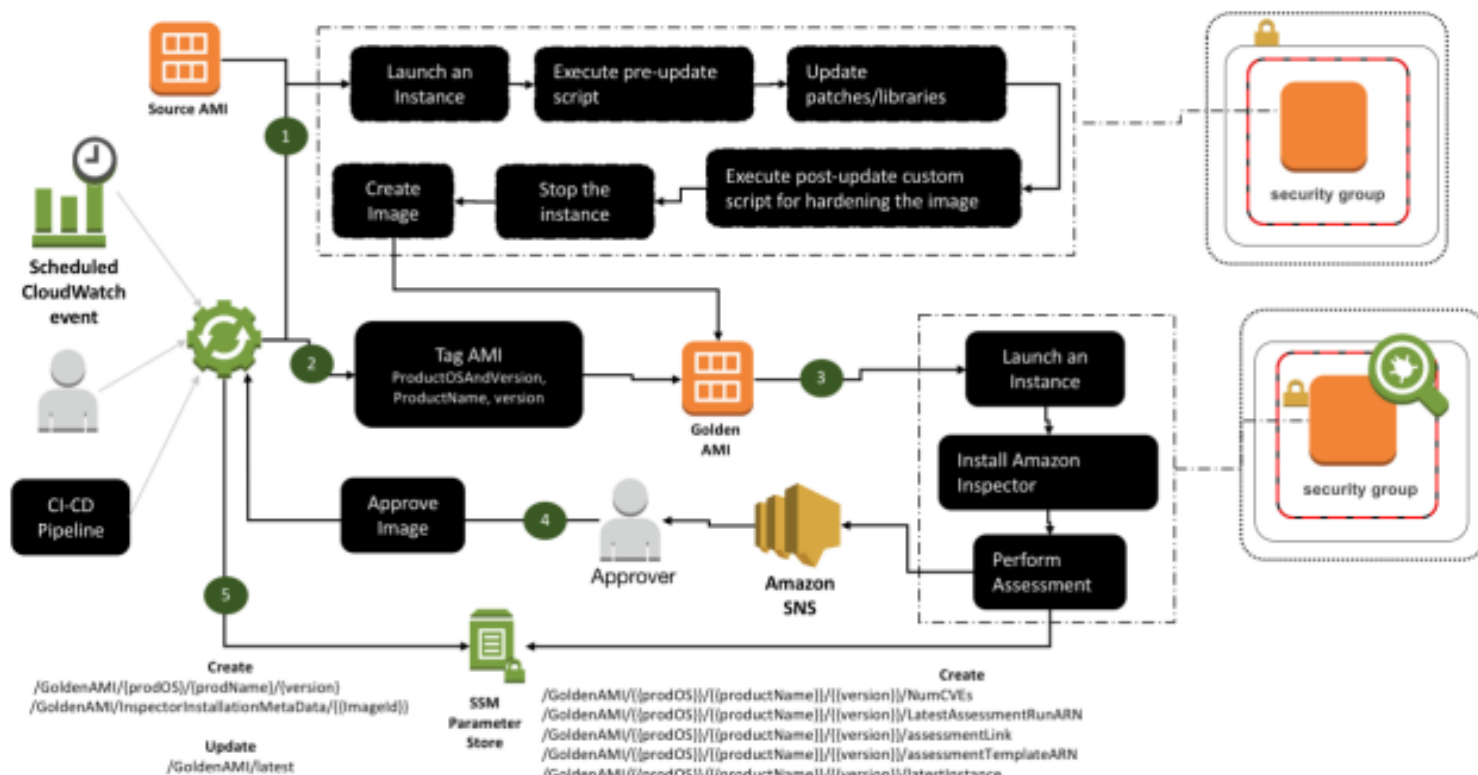 Source AMI
1
Launch an
Instance
Execute pre-update
script
Update
patches/libraries
Create
Image
Stop the
instance
Execute post-update custom
script for hardening the image
security group
Scheduled
CloudWatch
event
2
Tag AMI
ProductOSAndVersion,
ProductName, version
Golden
AMI
3
Launch an
Instance
Install Amazon
Inspector
Perform
Assessment
security group
CI-CD
Pipeline
Approve
Image
4
Approver
Amazon
SNS
5
Create
/GoldenAMI/{prodOS}/{prodName}/{version}
/GoldenAMI/InspectorInstallationMetaData/{{ImageId}}
Update
/GoldenAMI/latest
SSM
Parameter
Store
Create
/GoldenAMI/{{prodOS}}/{{productName}}/{{version}}/NumCVEs
/GoldenAMI/{{prodOS}}/{{productName}}/{{version}}/LatestAssessmentRunARN
/GoldenAMI/{{prodOS}}/{{productName}}/{{version}}/assessmentLink
/GoldenAMI/{{prodOS}}/{{productName}}/{{version}}/assessmentTemplateARN
/GoldenAMI/{{prodOS}}/{{productName}}/{{version}}/latestInstance